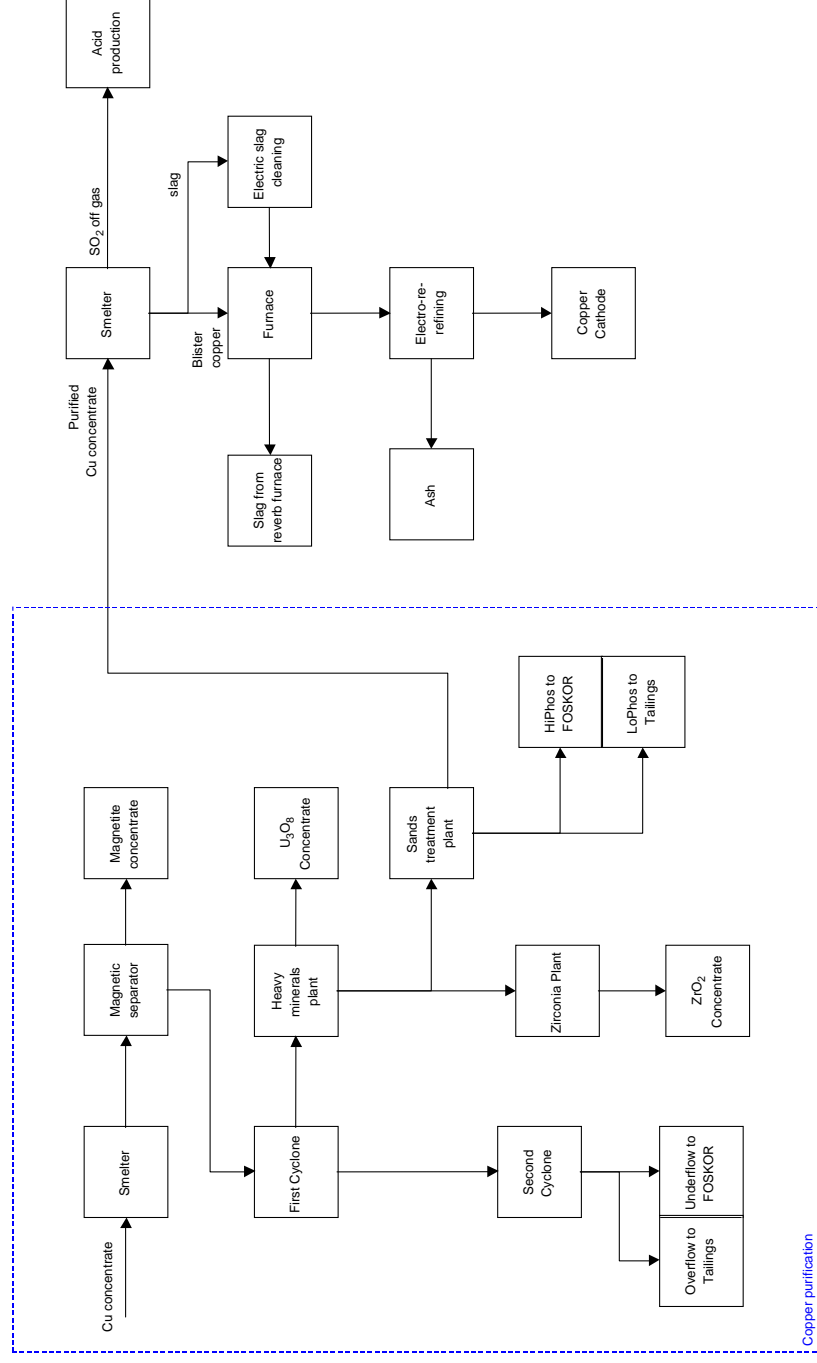 Cu concentrate
Smelter
Magnetic
separator
Magnetite
concentrate
First Cyclone
Heavy
minerals
plant
U3O8
Concentrate
Second
Cyclone
Zirconia Plant
Sands
treatment
plant
Overflow to
Tailings
Underflow to
FOSKOR
ZrO2
Concentrate
HiPhos to
FOSKOR
LoPhos to
Tailings
Copper purification
Purified
Cu concentrate
Smelter
SO2 off gas
Acid
production
Blister
copper
slag
Slag from
reverb furnace
Furnace
Electric slag
cleaning
Ash
Electro-re-
refining
Copper
Cathode